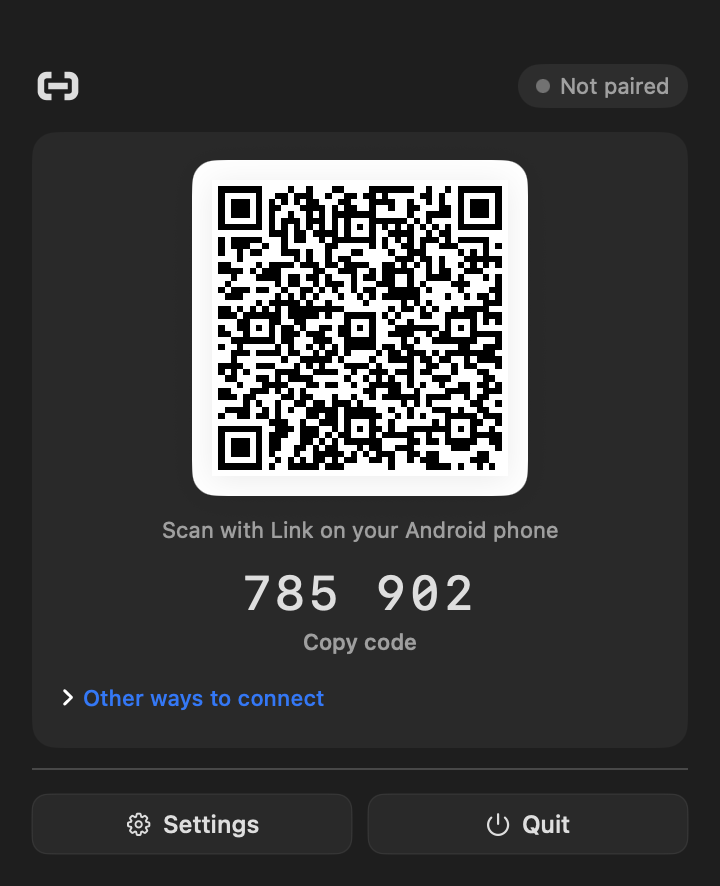 Not paired
Scan with Link on your Android phone
785 902
Copy code
Other ways to connect
Settings
Quit